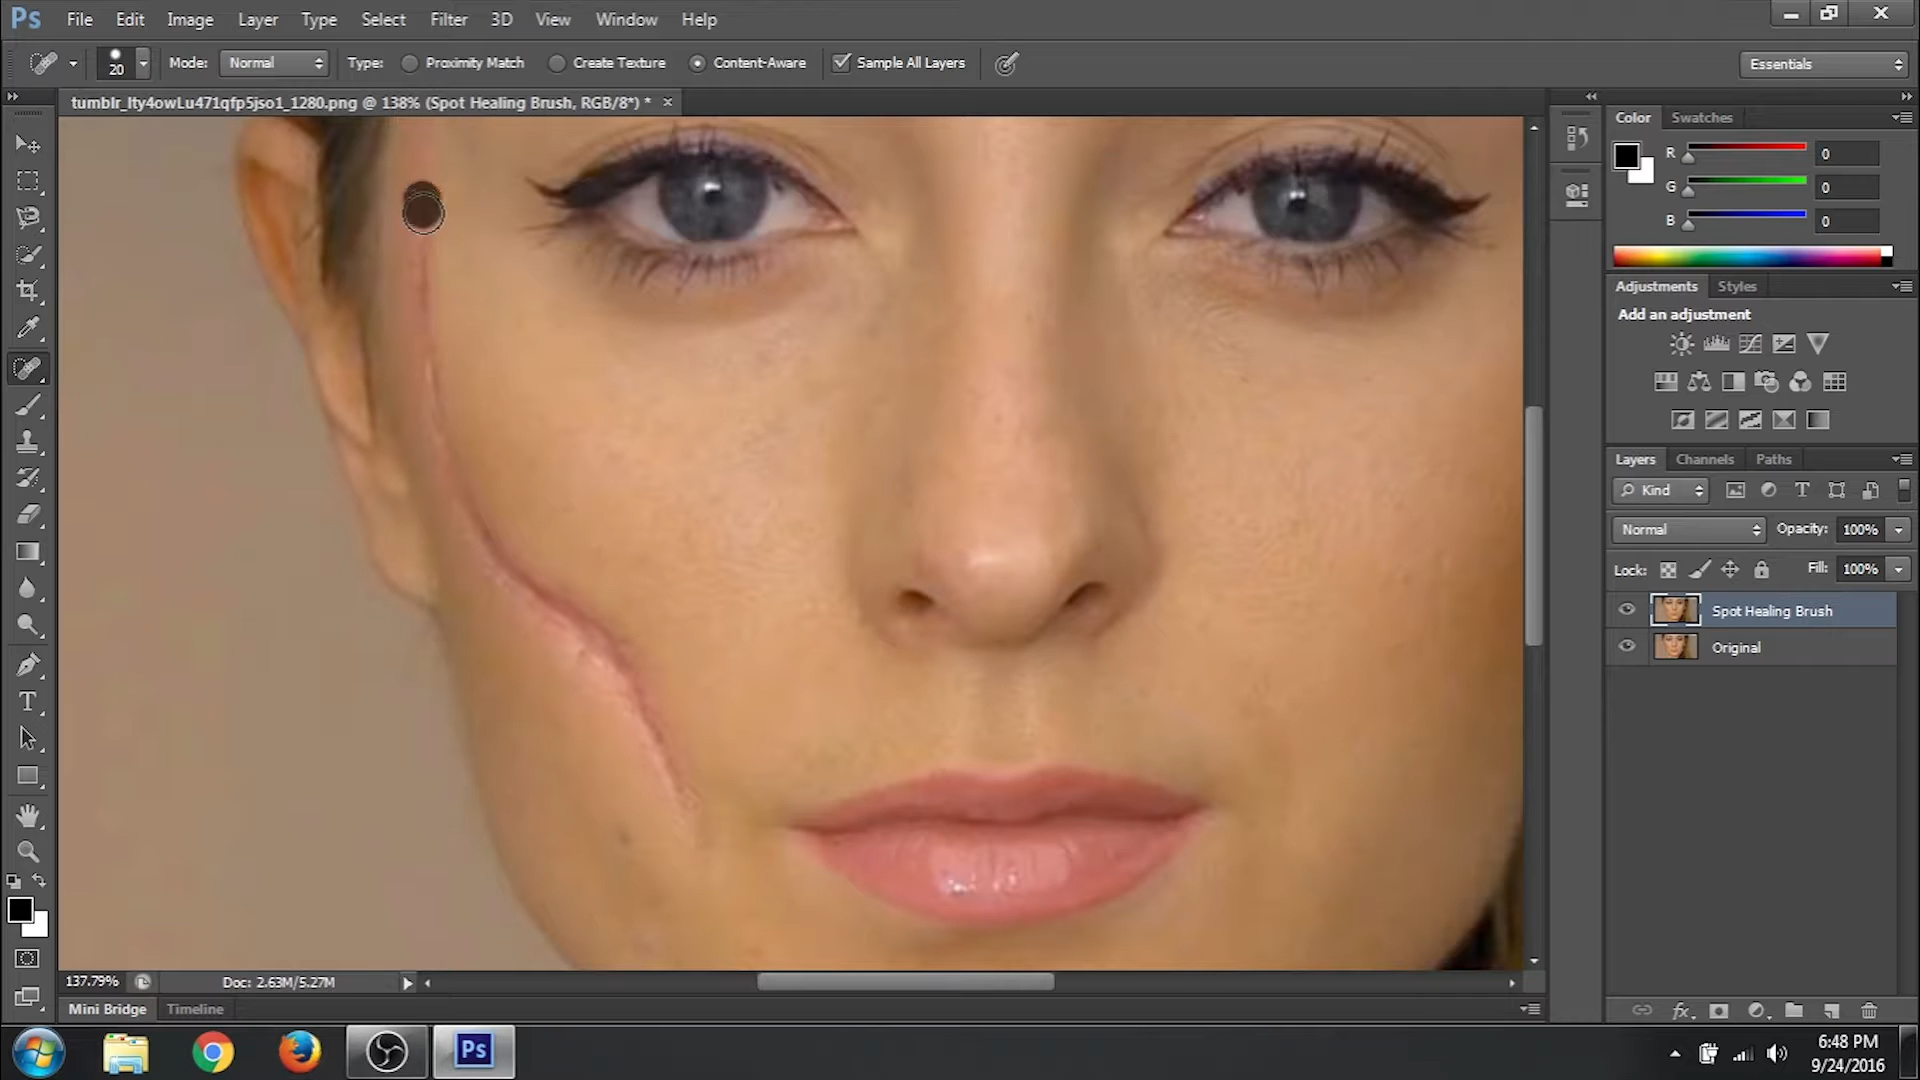 Ps File Edit Image Layer Type Select Filter 3D View Window Help
20 Mode: Normal Type: Proximity Match Create Texture Content-Aware Sample All Layers Essentials
tumblr_lty4owLu471qfp5jso1_1280.png @ 138% (Spot Healing Brush, RGB/8*) *
Color Swatches
R 0
G 0
B 0
Adjustments Styles
Add an adjustment
Layers Channels Paths
Kind
Normal Opacity: 100%
Lock: Fill: 100%
Spot Healing Brush
Original
137.79% Doc: 2.63M/5.27M
Mini Bridge Timeline
Ps
6:48 PM
9/24/2016